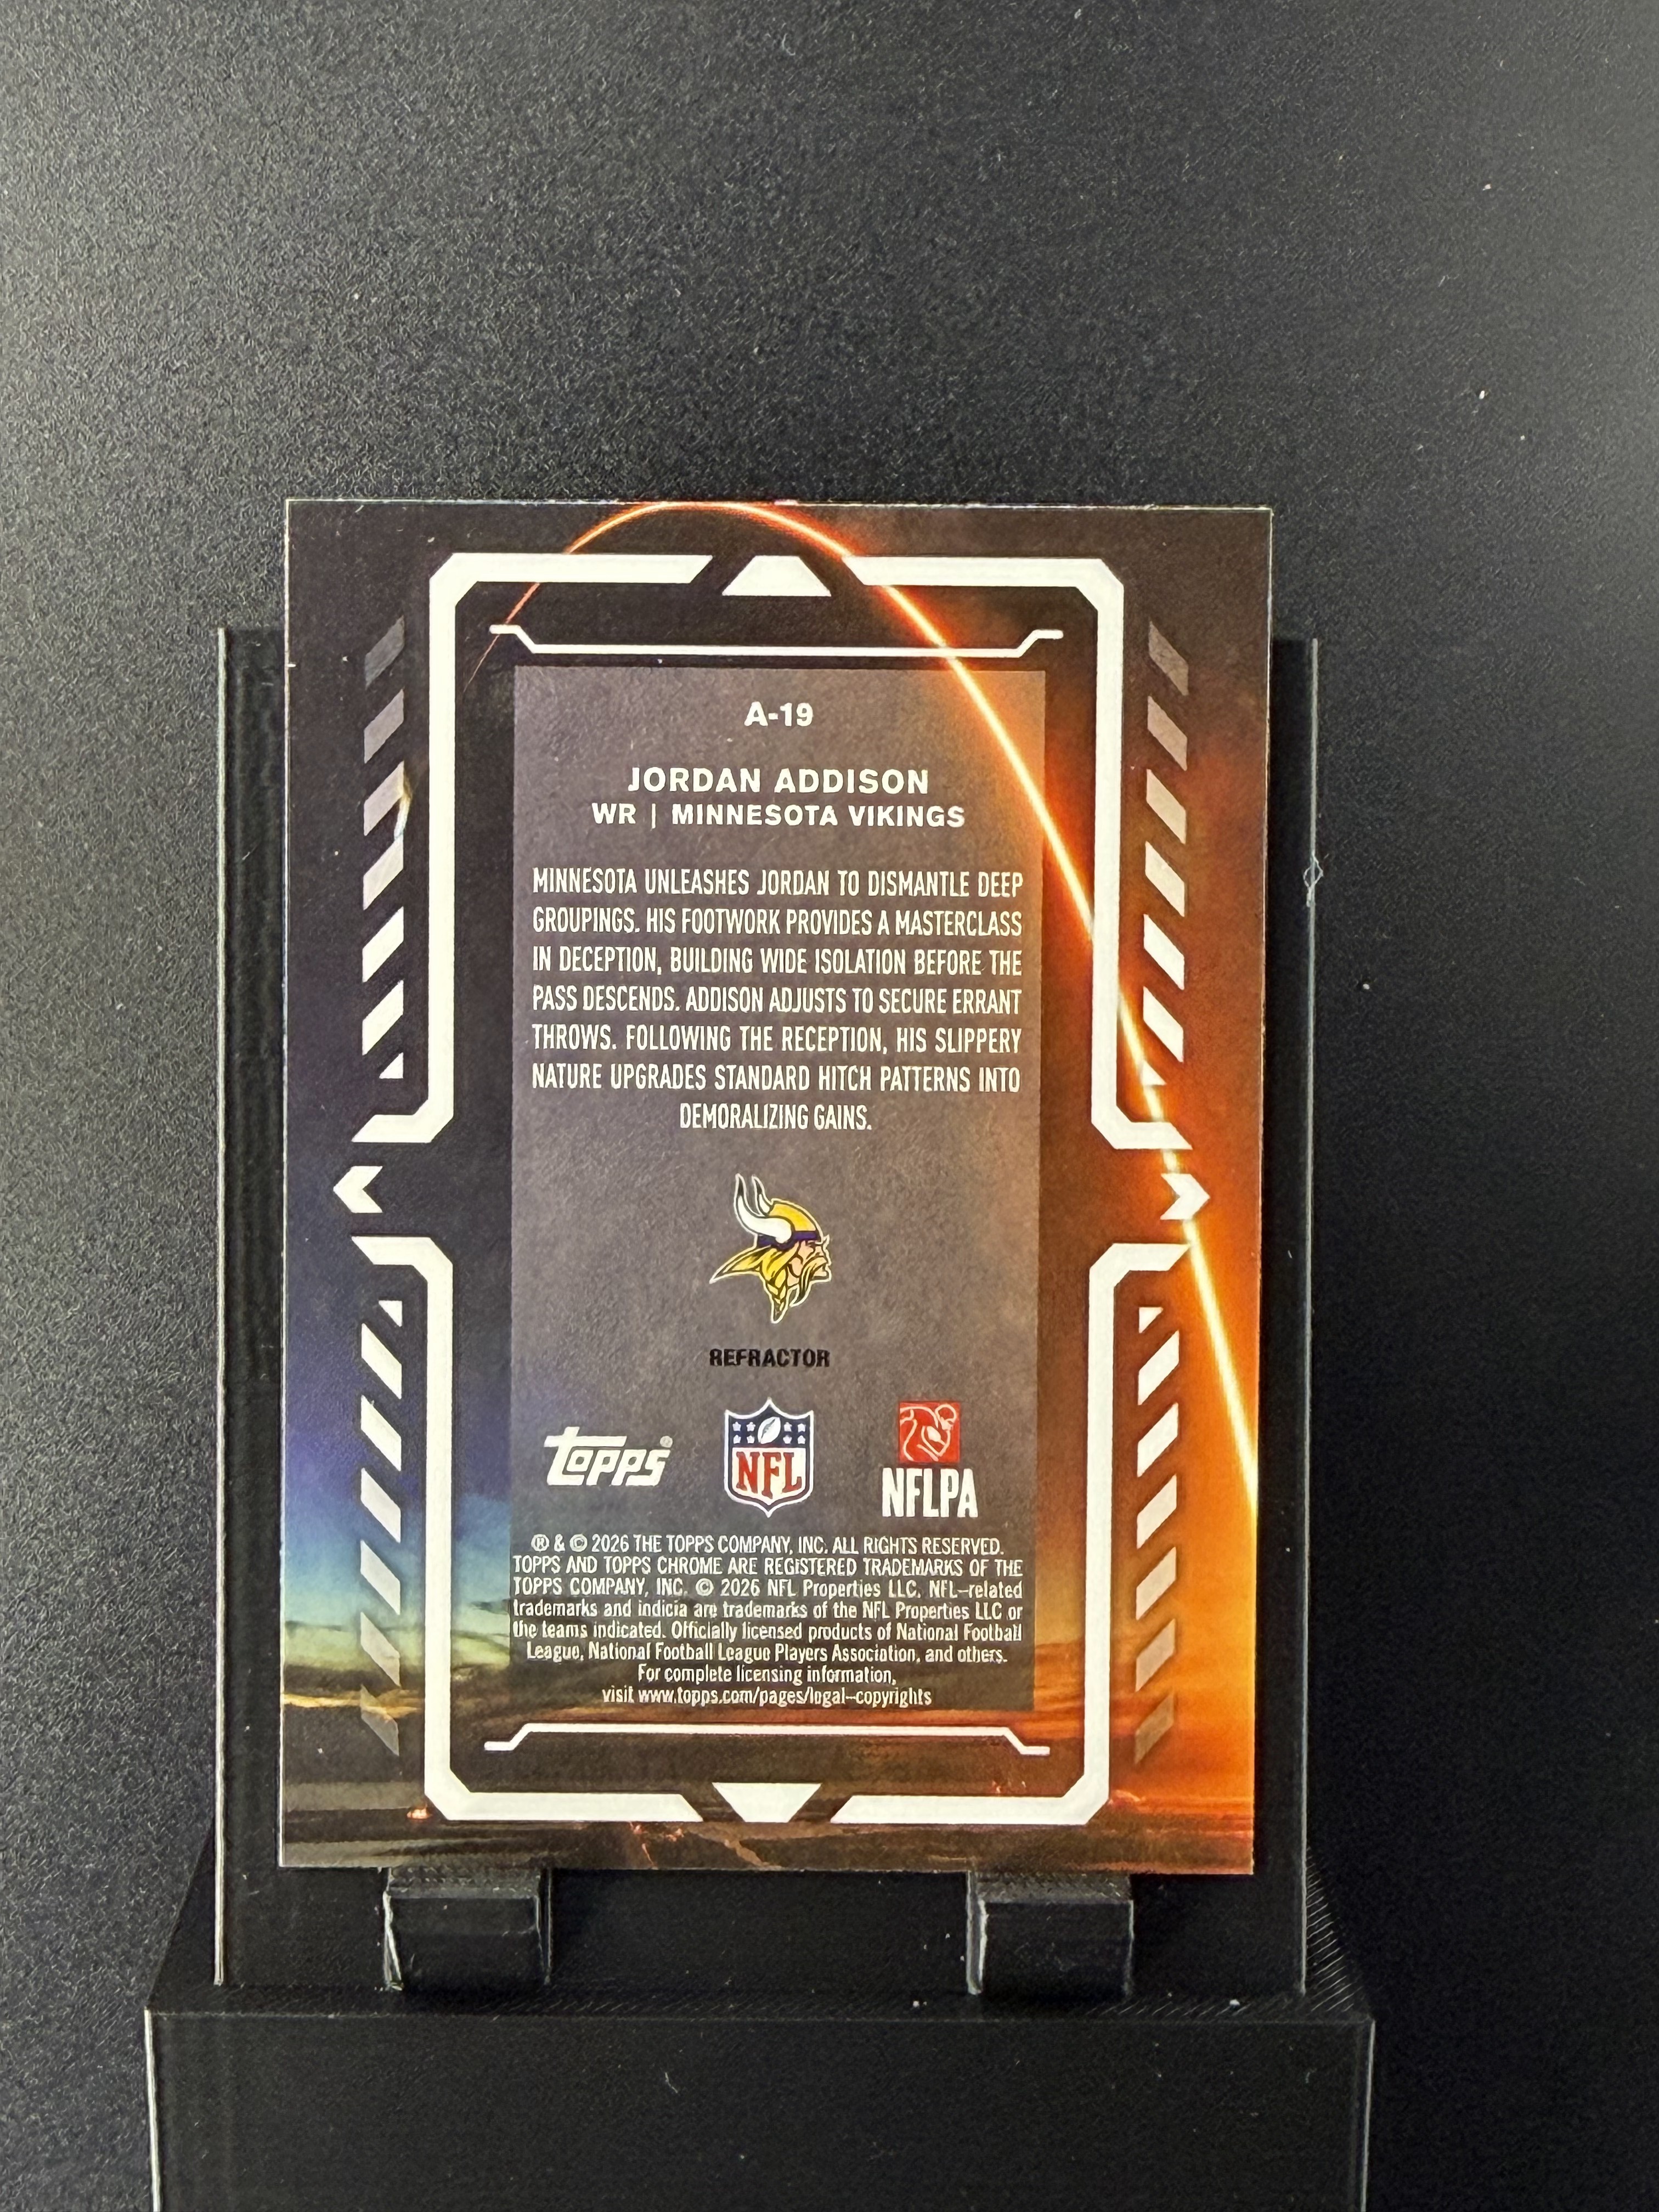 A-19
JORDAN ADDISON
WR | MINNESOTA VIKINGS
MINNESOTA UNLEASHES JORDAN TO DISMANTLE DEEP
GROUPINGS. HIS FOOTWORK PROVIDES A MASTERCLASS
IN DECEPTION, BUILDING WIDE ISOLATION BEFORE THE
PASS DESCENDS. ADDISON ADJUSTS TO SECURE ERRANT
THROWS. FOLLOWING THE RECEPTION, HIS SLIPPERY
NATURE UPGRADES STANDARD HITCH PATTERNS INTO
DEMORALIZING GAINS.
REFRACTOR
Topps®
NFL
NFLPA
® & © 2026 THE TOPPS COMPANY, INC. ALL RIGHTS RESERVED.
TOPPS AND TOPPS CHROME ARE REGISTERED TRADEMARKS OF THE
TOPPS COMPANY, INC. © 2026 NFL Properties LLC. NFL-related
trademarks and indicia are trademarks of the NFL Properties LLC or
the teams indicated. Officially licensed products of National Football
League, National Football League Players Association, and others.
For complete licensing information,
visit www.topps.com/pages/legal-copyrights